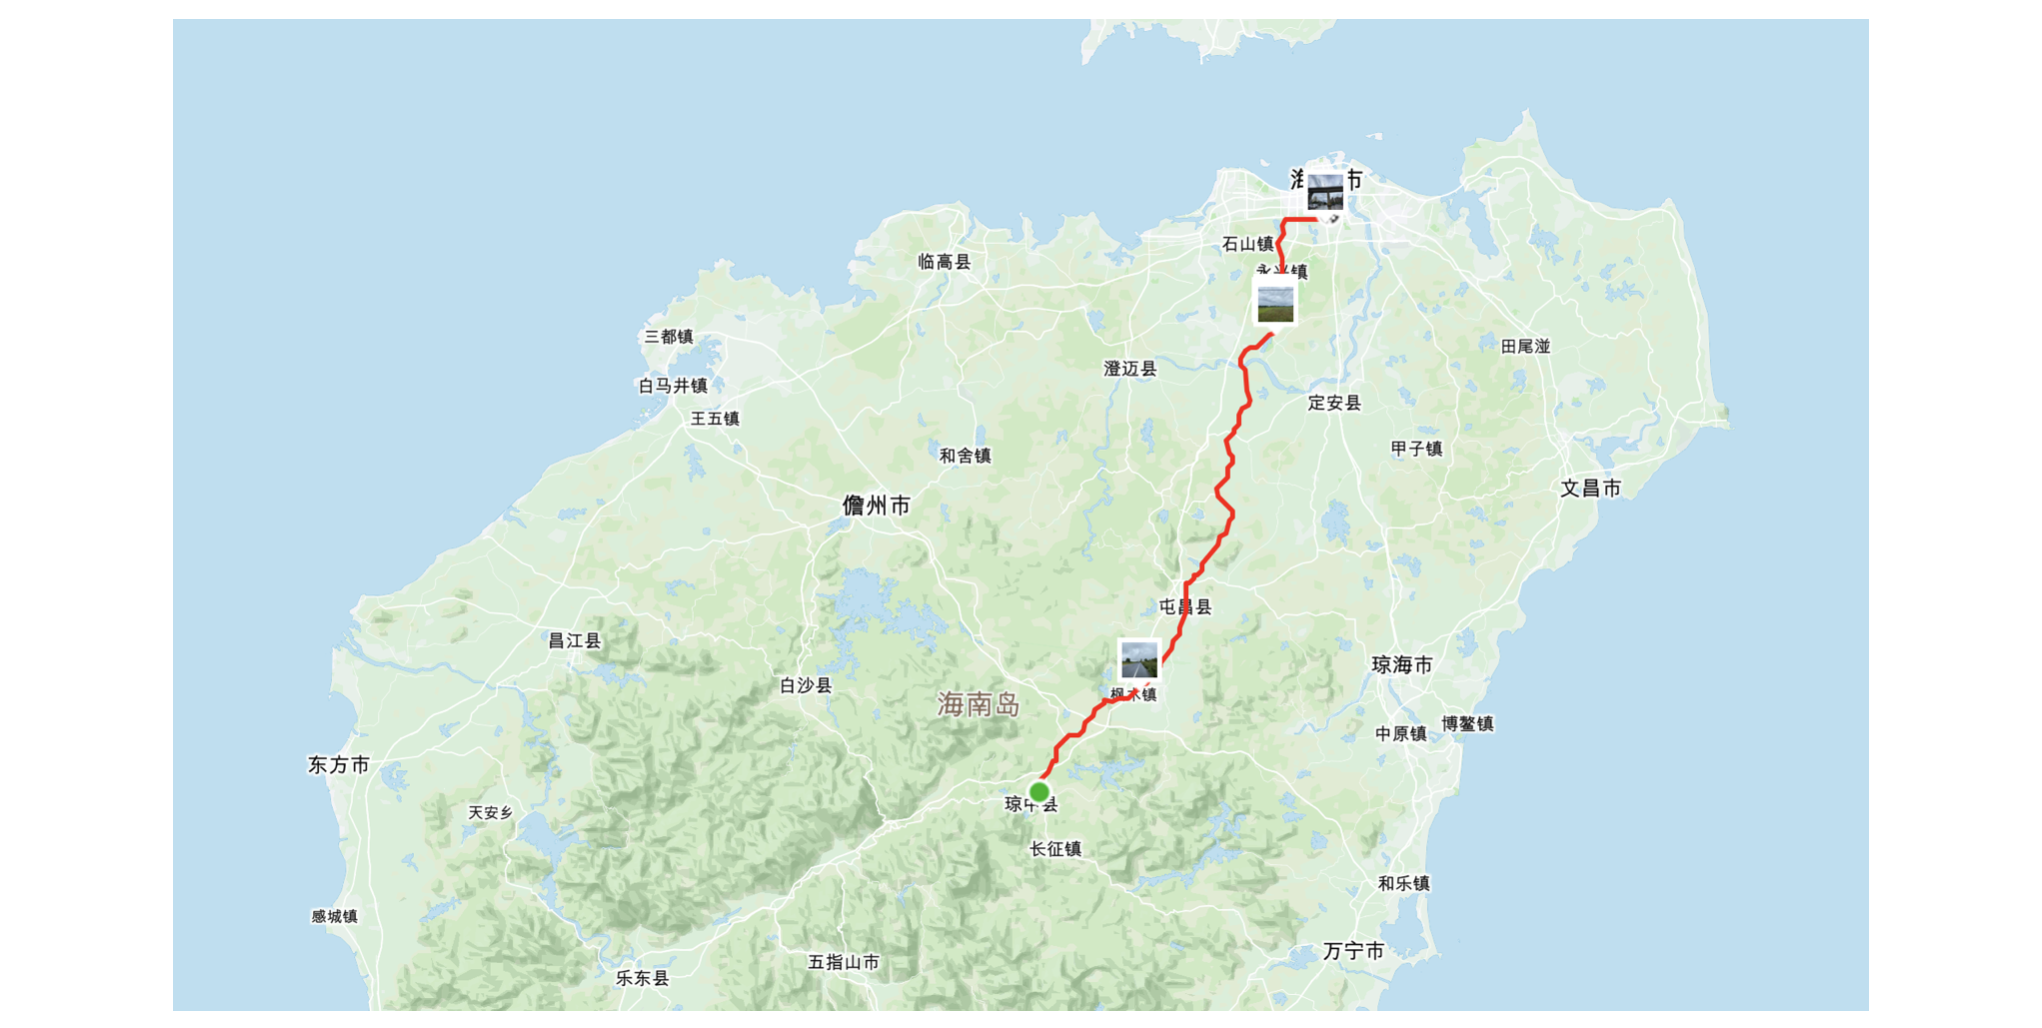 海口市
石山镇
永兴镇
临高县
三都镇
田尾湴
澄迈县
白马井镇
定安县
王五镇
甲子镇
和舍镇
文昌市
儋州市
屯昌县
昌江县
琼海市
白沙县
枫木镇
海南岛
博鳌镇
中原镇
东方市
琼中县
天安乡
长征镇
和乐镇
感城镇
万宁市
五指山市
乐东县